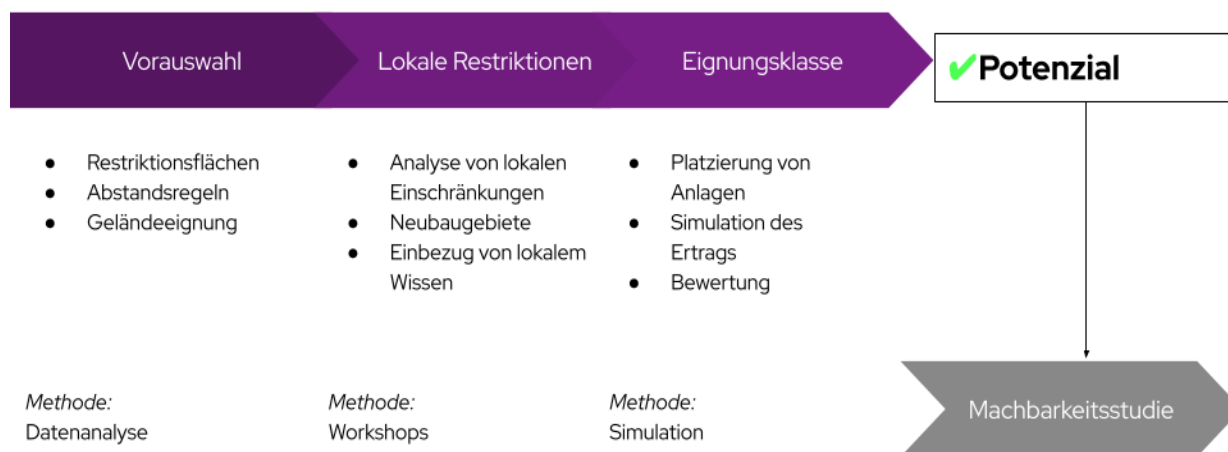 Vorauswahl
Lokale Restriktionen
Eignungsklasse
✔Potenzial
● Restriktionsflächen
● Abstandsregeln
● Geländeeignung
● Analyse von lokalen
Einschränkungen
● Neubaugebiete
● Einbezug von lokalem
Wissen
● Platzierung von
Anlagen
● Simulation des
Ertrags
● Bewertung
Methode:
Datenanalyse
Methode:
Workshops
Methode:
Simulation
Machbarkeitsstudie